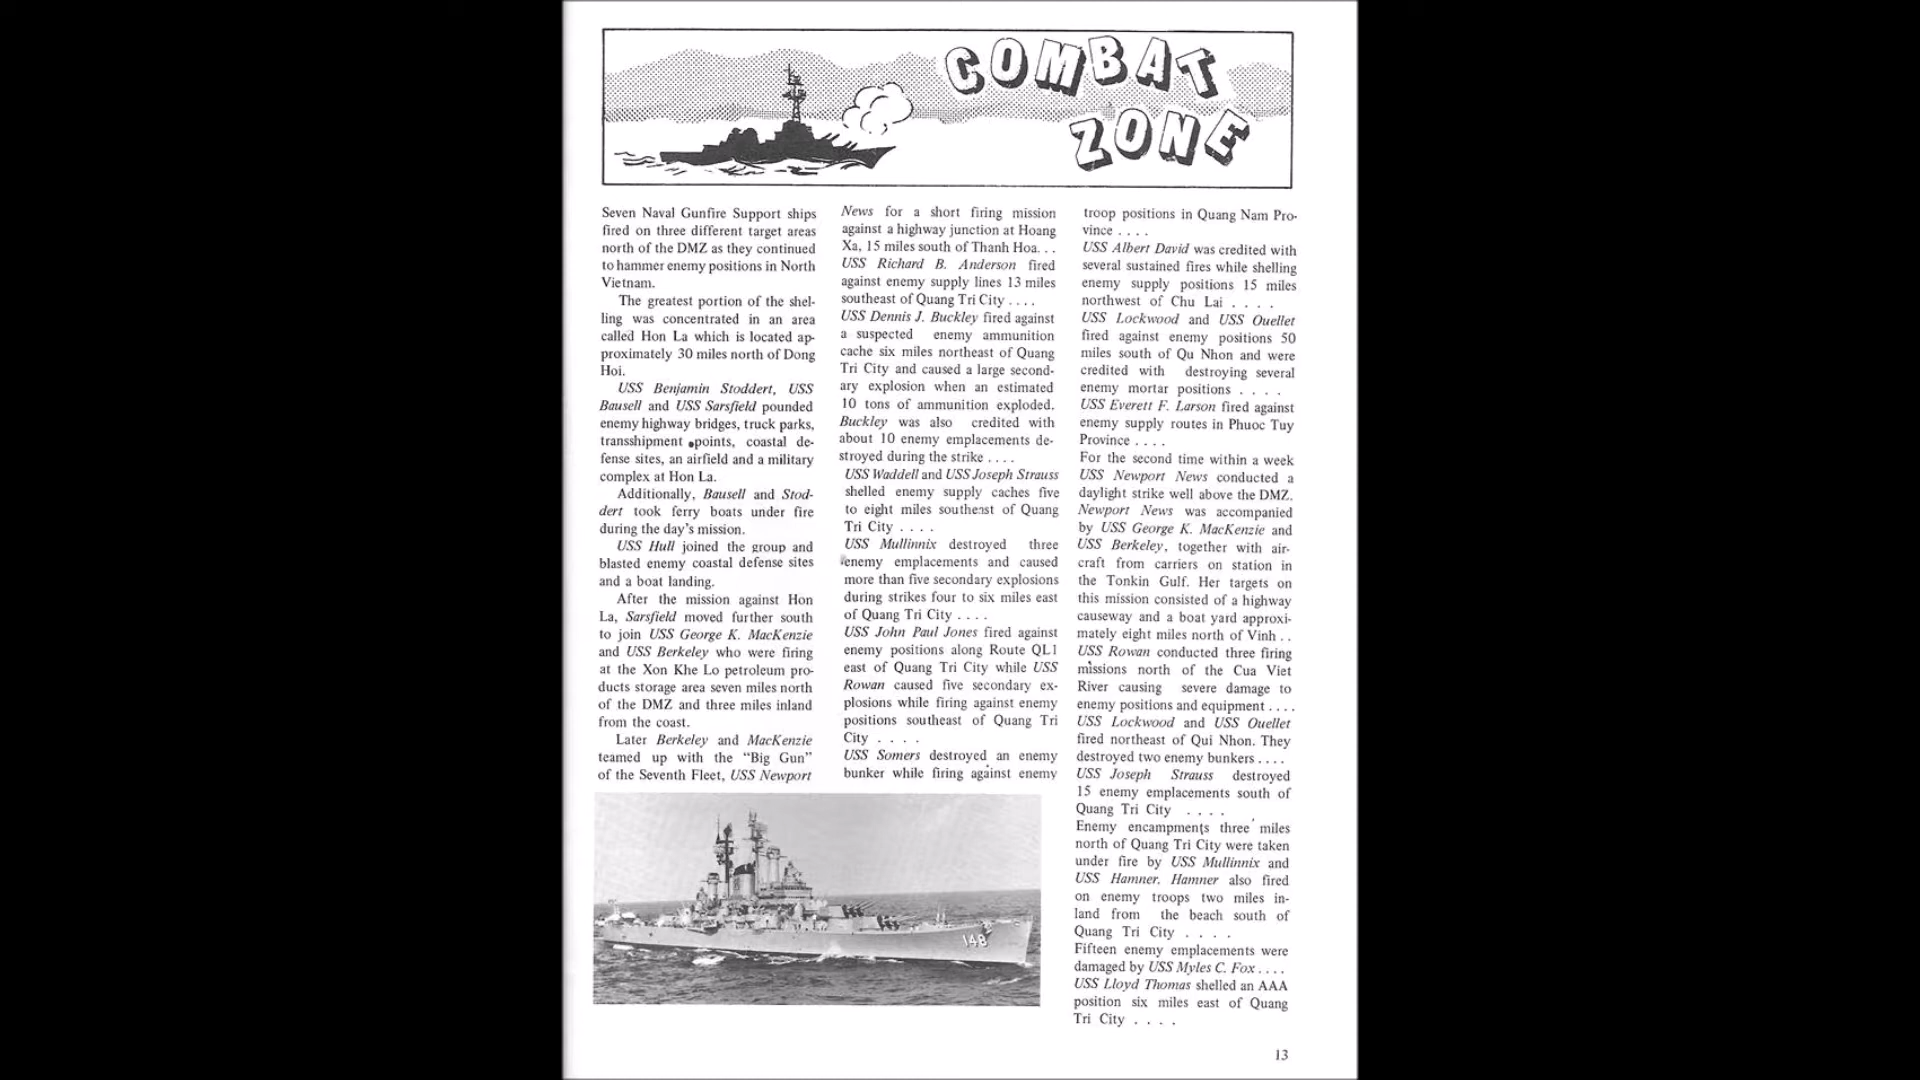 COMBAT
ZONE
Seven Naval Gunfire Support ships
fired on three different target areas
north of the DMZ as they continued
to hammer enemy positions in North
Vietnam.
The greatest portion of the shel-
ling was concentrated in an area
called Hon La which is located ap-
proximately 30 miles north of Dong
Hoi.
USS Benjamin Stoddert, USS
Bausell and USS Sarsfield pounded
enemy highway bridges, truck parks,
transshipment points, coastal de-
fense sites, an airfield and a military
complex at Hon La.
Additionally, Bausell and Stod-
dert took ferry boats under fire
during the day's mission.
USS Hull joined the group and
blasted enemy coastal defense sites
and a boat landing.
After the mission against Hon
La, Sarsfield moved further south
to join USS George K. MacKenzie
and USS Berkeley who were firing
at the Xon Khe Lo petroleum pro-
ducts storage area seven miles north
of the DMZ and three miles inland
from the coast.
Later Berkeley and MacKenzie
teamed up with the "Big Gun"
of the Seventh Fleet, USS Newport
News for a short firing mission
against a highway junction at Hoang
Xa, 15 miles south of Thanh Hoa. . .
USS Richard B. Anderson fired
against enemy supply lines 13 miles
southeast of Quang Tri City . . . .
USS Dennis J. Buckley fired against
a suspected enemy ammunition
cache six miles northeast of Quang
Tri City and caused a large second-
ary explosion when an estimated
10 tons of ammunition exploded.
Buckley was also credited with
about 10 enemy emplacements de-
stroyed during the strike . . . .
USS Waddell and USS Joseph Strauss
shelled enemy supply caches five
to eight miles southeast of Quang
Tri City . . . .
USS Mullinnix destroyed three
enemy emplacements and caused
more than five secondary explosions
during strikes four to six miles east
of Quang Tri City . . . .
USS John Paul Jones fired against
enemy positions along Route QL1
east of Quang Tri City while USS
Rowan caused five secondary ex-
plosions while firing against enemy
positions southeast of Quang Tri
City . . . .
USS Somers destroyed an enemy
bunker while firing against enemy
troop positions in Quang Nam Pro-
vince . . . .
USS Albert David was credited with
several sustained fires while shelling
enemy supply positions 15 miles
northwest of Chu Lai . . . .
USS Lockwood and USS Ouellet
fired against enemy positions 50
miles south of Qu Nhon and were
credited with destroying several
enemy mortar positions . . . .
USS Everett F. Larson fired against
enemy supply routes in Phuoc Tuy
Province . . . .
For the second time within a week
USS Newport News conducted a
daylight strike well above the DMZ.
Newport News was accompanied
by USS George K. MacKenzie and
USS Berkeley, together with air-
craft from carriers on station in
the Tonkin Gulf. Her targets on
this mission consisted of a highway
causeway and a boat yard approxi-
mately eight miles north of Vinh . .
USS Rowan conducted three firing
missions north of the Cua Viet
River causing severe damage to
enemy positions and equipment . . . .
USS Lockwood and USS Ouellet
fired northeast of Qui Nhon. They
destroyed two enemy bunkers . . . .
USS Joseph Strauss destroyed
15 enemy emplacements south of
Quang Tri City . . . .
Enemy encampments three miles
north of Quang Tri City were taken
under fire by USS Mullinnix and
USS Hamner. Hamner also fired
on enemy troops two miles in-
land from the beach south of
Quang Tri City . . . .
Fifteen enemy emplacements were
damaged by USS Myles C. Fox . . . .
USS Lloyd Thomas shelled an AAA
position six miles east of Quang
Tri City . . . .
148
13